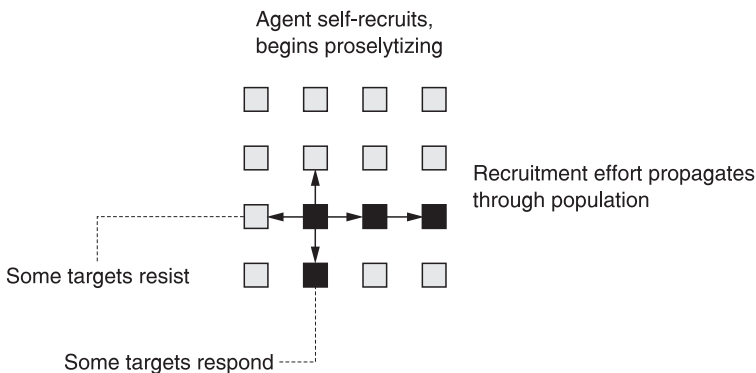 Agent self-recruits,
begins proselytizing
Recruitment effort propagates
through population
Some targets resist
Some targets respond